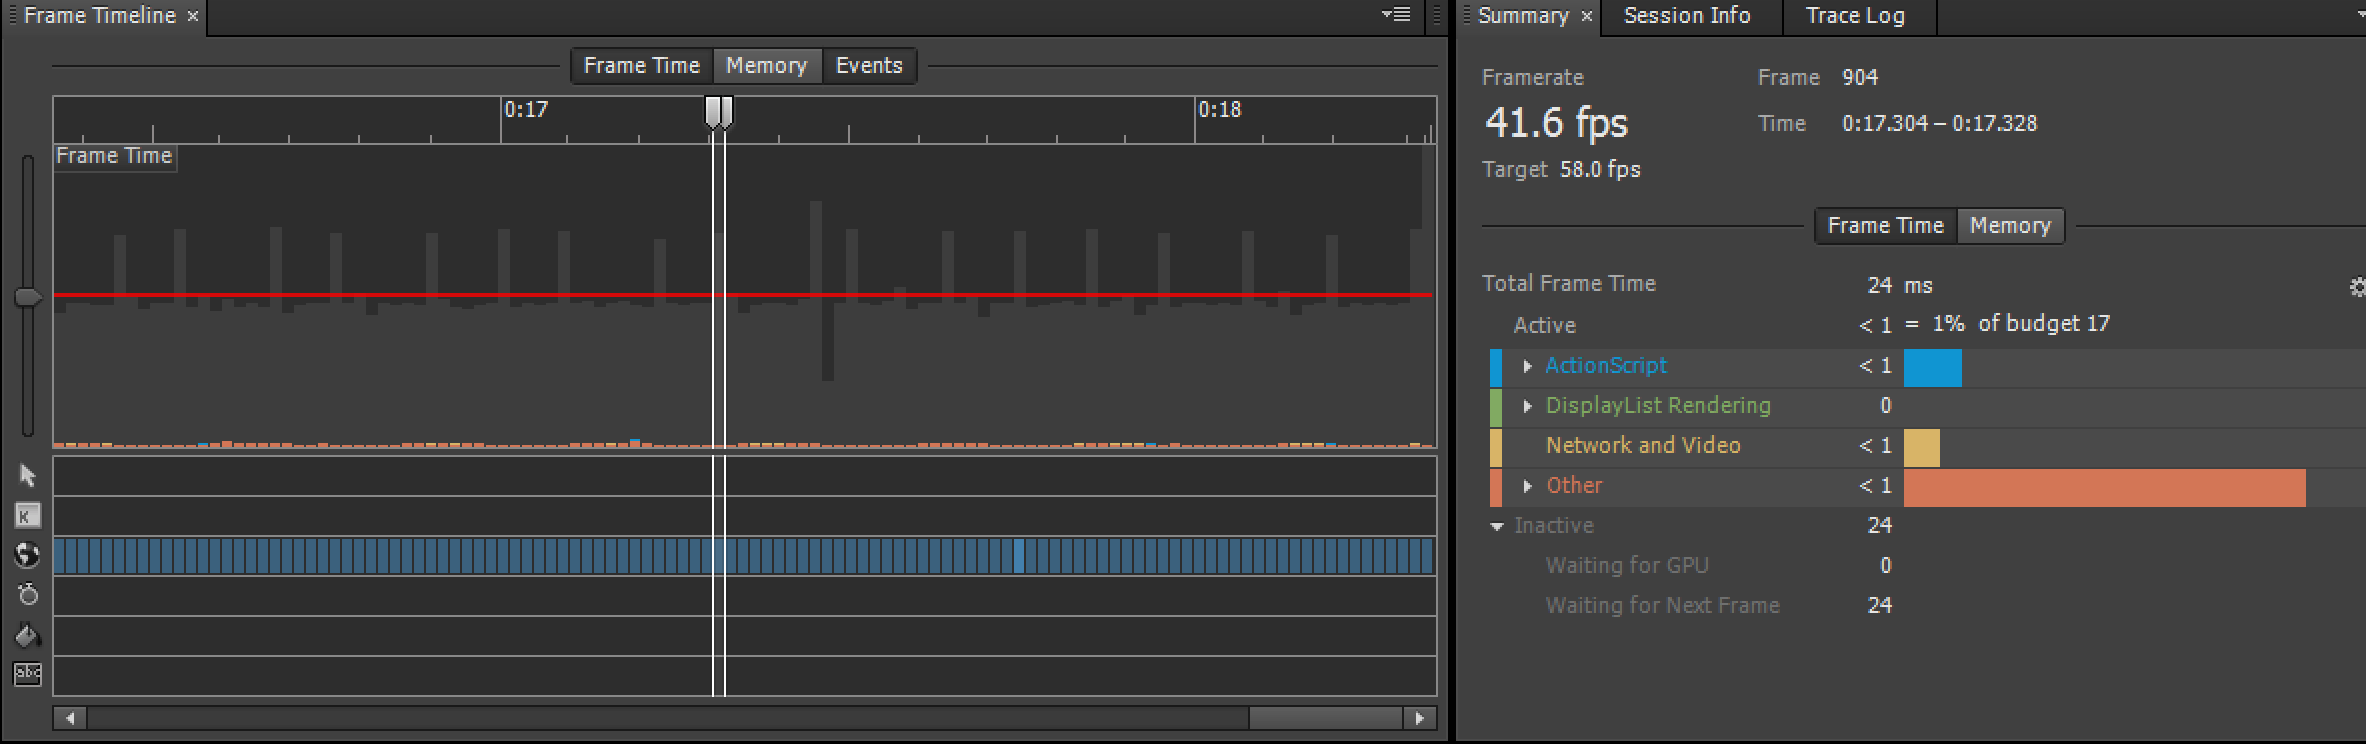 Frame Timeline ×
Frame Time Memory Events
0:17 0:18
Frame Time
K
abc
Summary × Session Info Trace Log
Framerate Frame 904
41.6 fps Time 0:17.304 – 0:17.328
Target 58.0 fps
Frame Time Memory
Total Frame Time 24 ms
Active < 1 = 1% of budget 17
ActionScript < 1
DisplayList Rendering 0
Network and Video < 1
Other < 1
Inactive 24
Waiting for GPU 0
Waiting for Next Frame 24